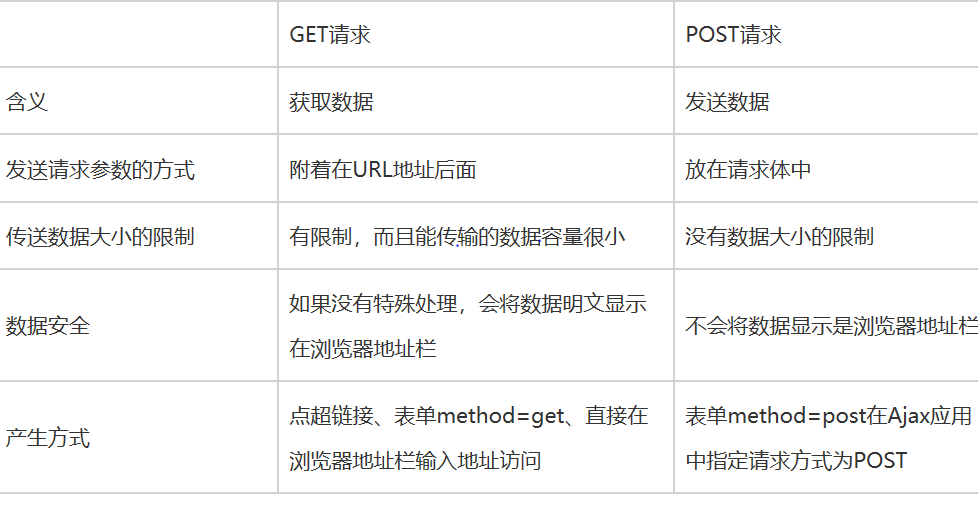 GET请求
POST请求
含义
获取数据
发送数据
发送请求参数的方式
附着在URL地址后面
放在请求体中
传送数据大小的限制
有限制，而且能传输的数据容量很小
没有数据大小的限制
数据安全
如果没有特殊处理，会将数据明文显示
在浏览器地址栏
不会将数据显示是浏览器地址栏
产生方式
点超链接、表单method=get、直接在
浏览器地址栏输入地址访问
表单method=post在Ajax应用
中指定请求方式为POST